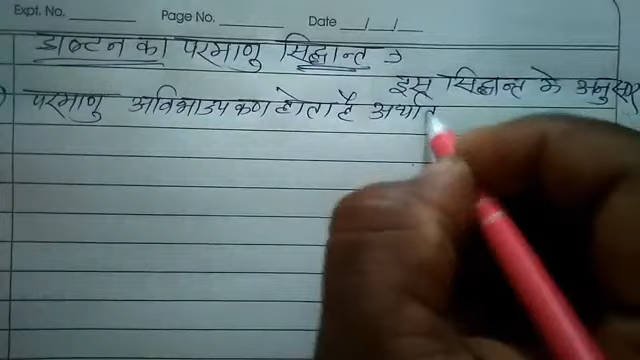 Expt. No. Page No. Date
डाल्टन का परमाणु सिद्धान्त →
इस सिद्धान्त के अनुसार
परमाणु अविभाज्य कण होता है अर्थात